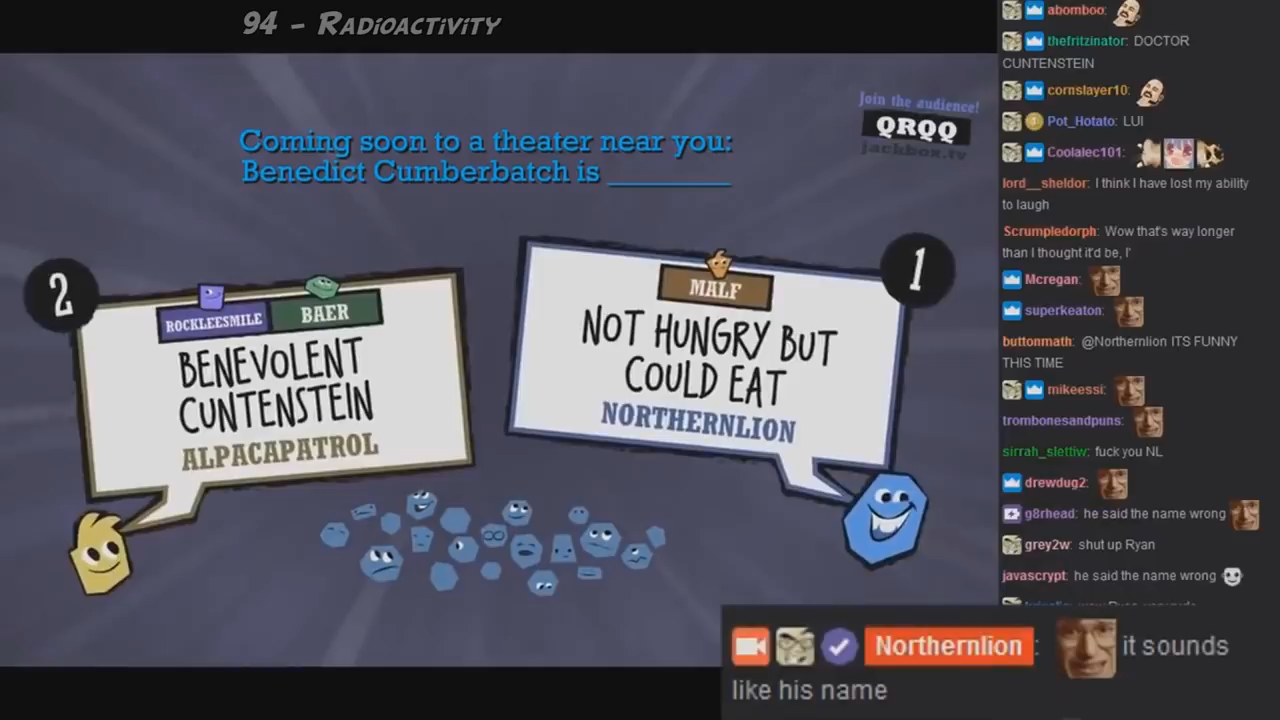 94 - Radioactivity
Join the audience!
QRQQ
jackbox.tv
Coming soon to a theater near you:
Benedict Cumberbatch is ________
2
ROCKLEESMILE
BAER
BENEVOLENT
CUNTENSTEIN
ALPACAPATROL
1
MALF
NOT HUNGRY BUT
COULD EAT
NORTHERNLION
abomboo:
thefritzinator: DOCTOR
CUNTENSTEIN
cornslayer10:
Pot_Hotato: LUI
Coolalec101:
lord__sheldor: I think I have lost my ability
to laugh
Scrumpledorph: Wow that's way longer
than I thought it'd be, I'
Mcregan:
superkeaton:
buttonmath: @Northernlion ITS FUNNY
THIS TIME
mikeessi:
trombonesandpuns:
sirrah_slettiw: fuck you NL
drewdug2:
g8rhead: he said the name wrong
grey2w: shut up Ryan
javascrypt: he said the name wrong
Northernlion: it sounds
like his name